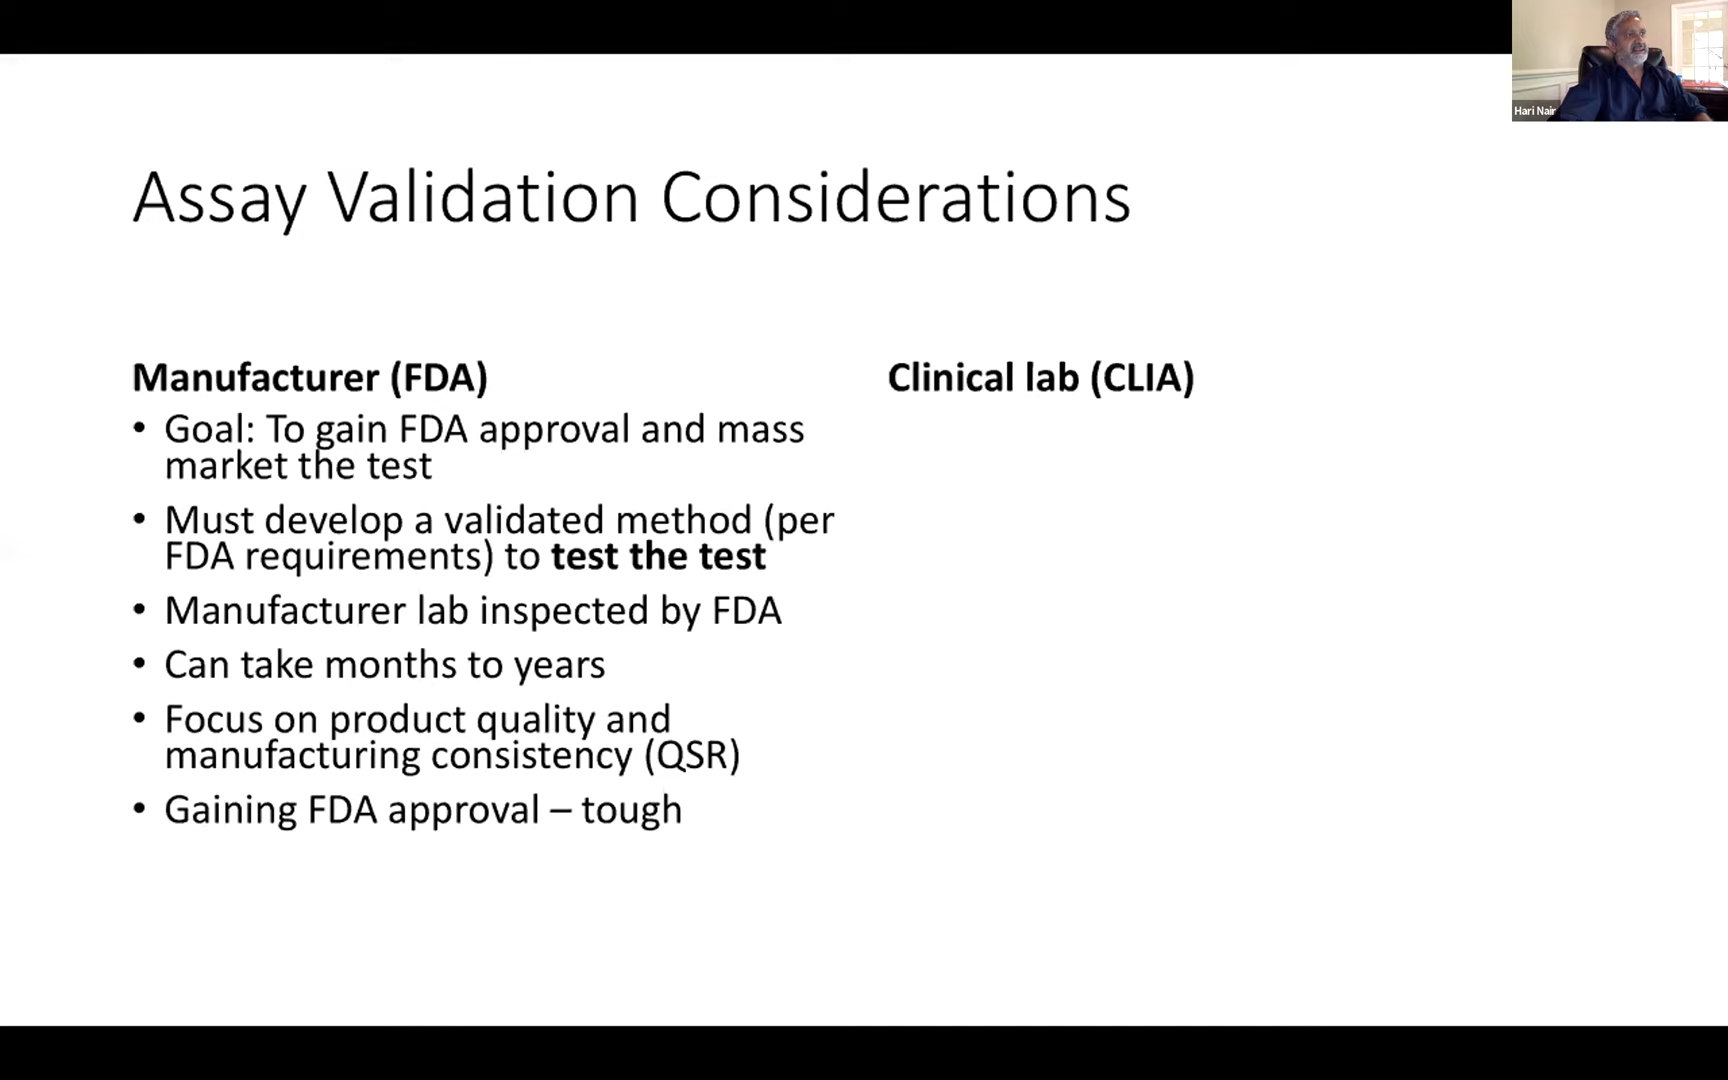 Hari Nair
Assay Validation Considerations
Manufacturer (FDA)
• Goal: To gain FDA approval and mass
market the test
• Must develop a validated method (per
FDA requirements) to test the test
• Manufacturer lab inspected by FDA
• Can take months to years
• Focus on product quality and
manufacturing consistency (QSR)
• Gaining FDA approval – tough
Clinical lab (CLIA)